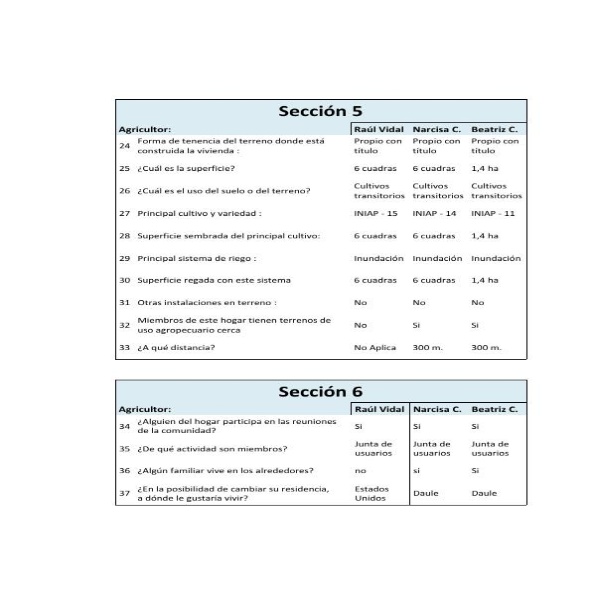 Sección 5
Agricultor: Raúl Vidal Narcisa C. Beatriz C.
24 Forma de tenencia del terreno donde está construida la vivienda : Propio con título Propio con título Propio con título
25 ¿Cuál es la superficie? 6 cuadras 6 cuadras 1,4 ha
26 ¿Cuál es el uso del suelo o del terreno? Cultivos transitorios Cultivos transitorios Cultivos transitorios
27 Principal cultivo y variedad : INIAP - 15 INIAP - 14 INIAP - 11
28 Superficie sembrada del principal cultivo: 6 cuadras 6 cuadras 1,4 ha
29 Principal sistema de riego : Inundación Inundación Inundación
30 Superficie regada con este sistema 6 cuadras 6 cuadras 1,4 ha
31 Otras instalaciones en terreno : No No No
32 Miembros de este hogar tienen terrenos de uso agropecuario cerca No Si Si
33 ¿A qué distancia? No Aplica 300 m. 300 m.
Sección 6
Agricultor: Raúl Vidal Narcisa C. Beatriz C.
34 ¿Alguien del hogar participa en las reuniones de la comunidad? Si Si Si
35 ¿De qué actividad son miembros? Junta de usuarios Junta de usuarios Junta de usuarios
36 ¿Algún familiar vive en los alrededores? no si Si
37 ¿En la posibilidad de cambiar su residencia, a dónde le gustaría vivir? Estados Unidos Daule Daule